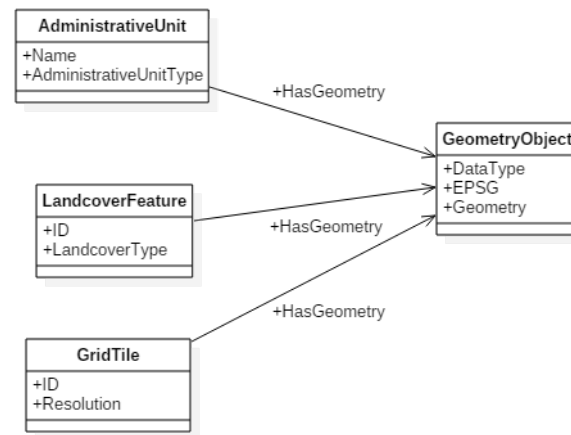 AdministrativeUnit
+Name
+AdministrativeUnitType
+HasGeometry
GeometryObject
+DataType
+EPSG
+Geometry
LandcoverFeature
+ID
+LandcoverType
+HasGeometry
+HasGeometry
GridTile
+ID
+Resolution